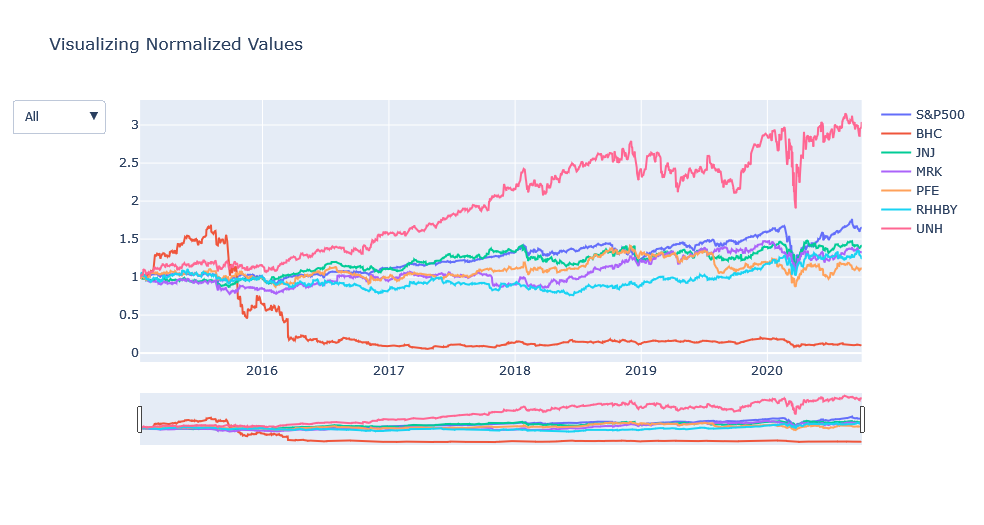 Visualizing Normalized Values
All ▼
3
2.5
2
1.5
1
0.5
0
2016
2017
2018
2019
2020
S&P500
BHC
JNJ
MRK
PFE
RHHBY
UNH